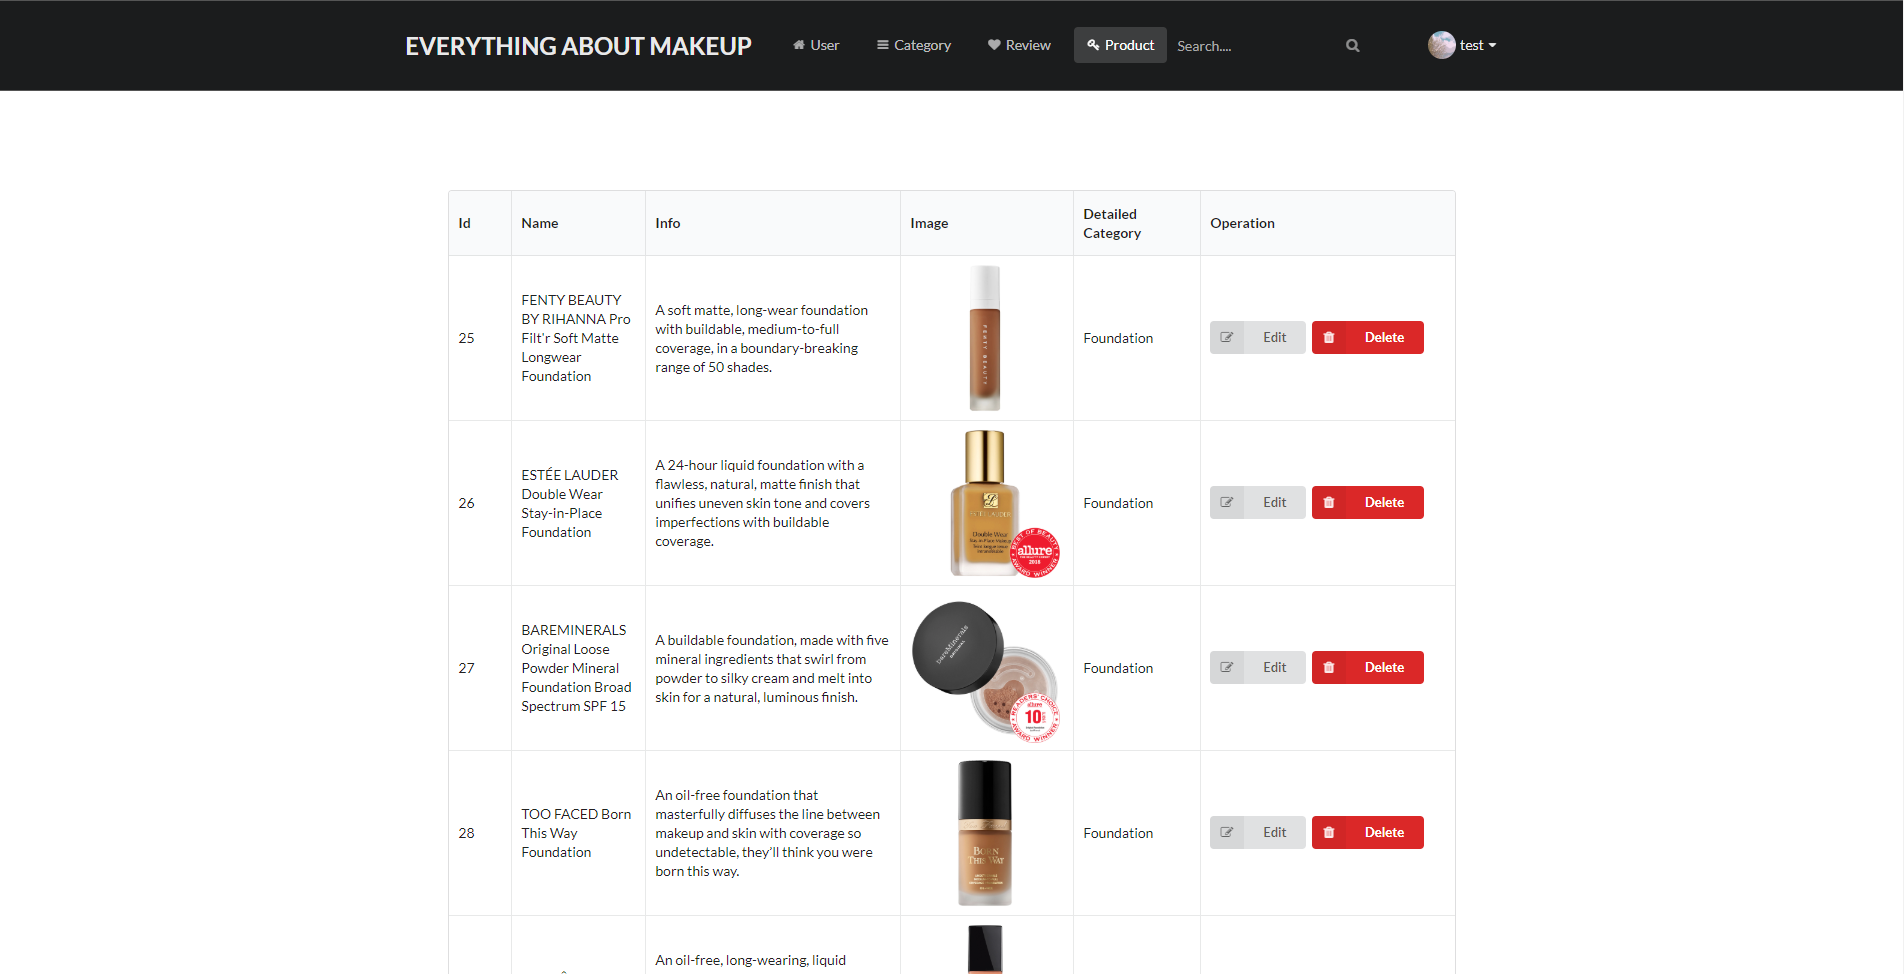 EVERYTHING ABOUT MAKEUP
User
Category
Review
Product
Search....
test
Id
Name
Info
Image
Detailed
Category
Operation
25
FENTY BEAUTY
BY RIHANNA Pro
Filt'r Soft Matte
Longwear
Foundation
A soft matte, long-wear foundation
with buildable, medium-to-full
coverage, in a boundary-breaking
range of 50 shades.
FENTY BEAUTY
Foundation
Edit
Delete
26
ESTÉE LAUDER
Double Wear
Stay-in-Place
Foundation
A 24-hour liquid foundation with a
flawless, natural, matte finish that
unifies uneven skin tone and covers
imperfections with buildable
coverage.
ESTĒE LAUDER
Double Wear
BEST OF BEAUTY
allure
2018
AWARD WINNER
Foundation
Edit
Delete
27
BAREMINERALS
Original Loose
Powder Mineral
Foundation Broad
Spectrum SPF 15
A buildable foundation, made with five
mineral ingredients that swirl from
powder to silky cream and melt into
skin for a natural, luminous finish.
bareMinerals
ORIGINAL
READERS' CHOICE
allure
10
AWARD WINNER
Foundation
Edit
Delete
28
TOO FACED Born
This Way
Foundation
An oil-free foundation that
masterfully diffuses the line between
makeup and skin with coverage so
undetectable, they'll think you were
born this way.
BORN
THIS WAY
Foundation
Edit
Delete
An oil-free, long-wearing, liquid